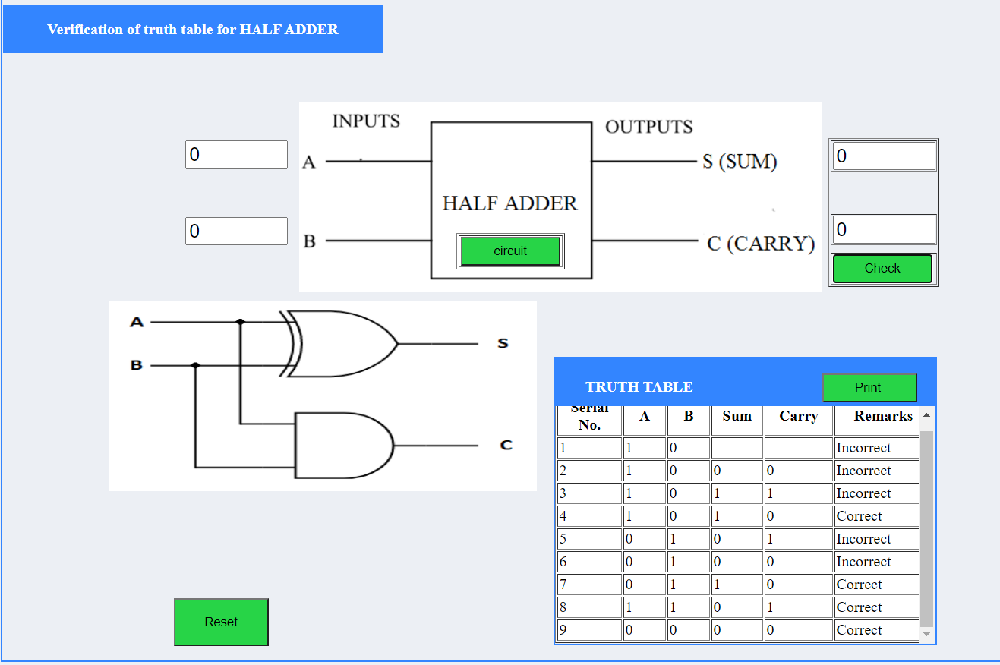 Verification of truth table for HALF ADDER
INPUTS
OUTPUTS
0
A
S (SUM)
0
HALF ADDER
0
B
circuit
C (CARRY)
0
Check
A
S
B
C
TRUTH TABLE
Print
Serial No. A B Sum Carry Remarks
1 1 0 Incorrect
2 1 0 0 0 Incorrect
3 1 0 1 1 Incorrect
4 1 0 1 0 Correct
5 0 1 0 1 Incorrect
6 0 1 0 0 Incorrect
7 0 1 1 0 Correct
8 1 1 0 1 Correct
9 0 0 0 0 Correct
Reset